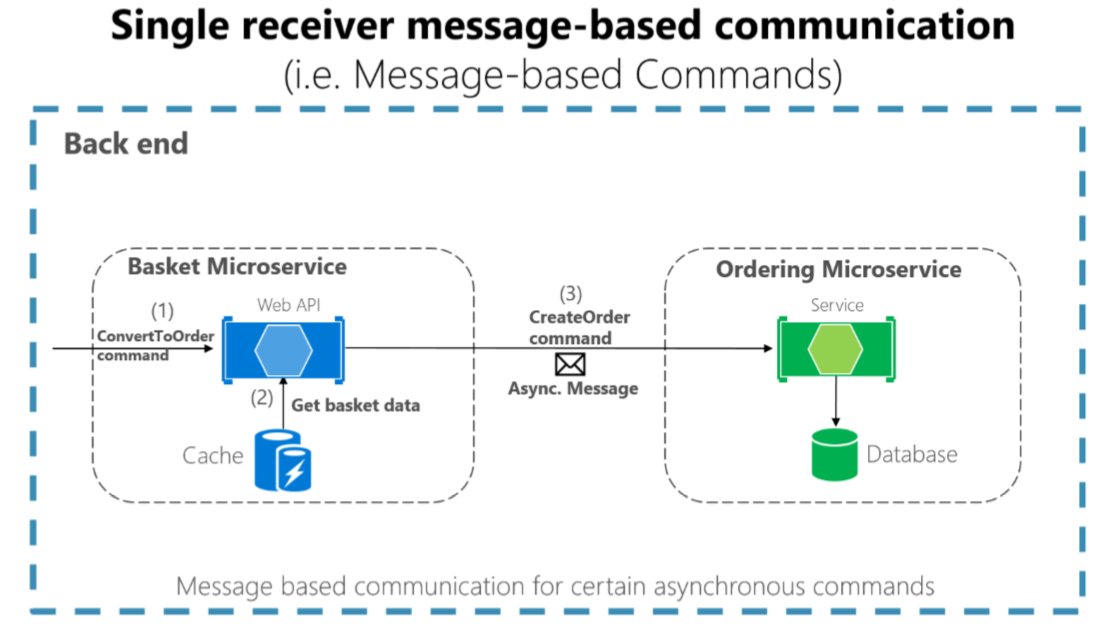 Single receiver message-based communication
(i.e. Message-based Commands)
Back end
Basket Microservice
(1)
Web API
ConvertToOrder
command
(2)
Get basket data
Cache
(3)
CreateOrder
command
Async. Message
Ordering Microservice
Service
Database
Message based communication for certain asynchronous commands